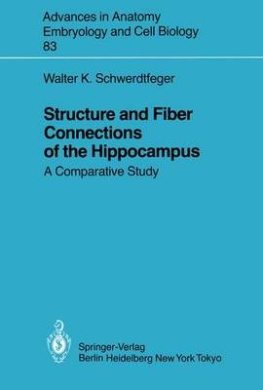 Advances in Anatomy
Embryology and Cell Biology
83
Walter K. Schwerdtfeger
Structure and Fiber
Connections
of the Hippocampus
A Comparative Study
Springer-Verlag
Berlin Heidelberg New York Tokyo